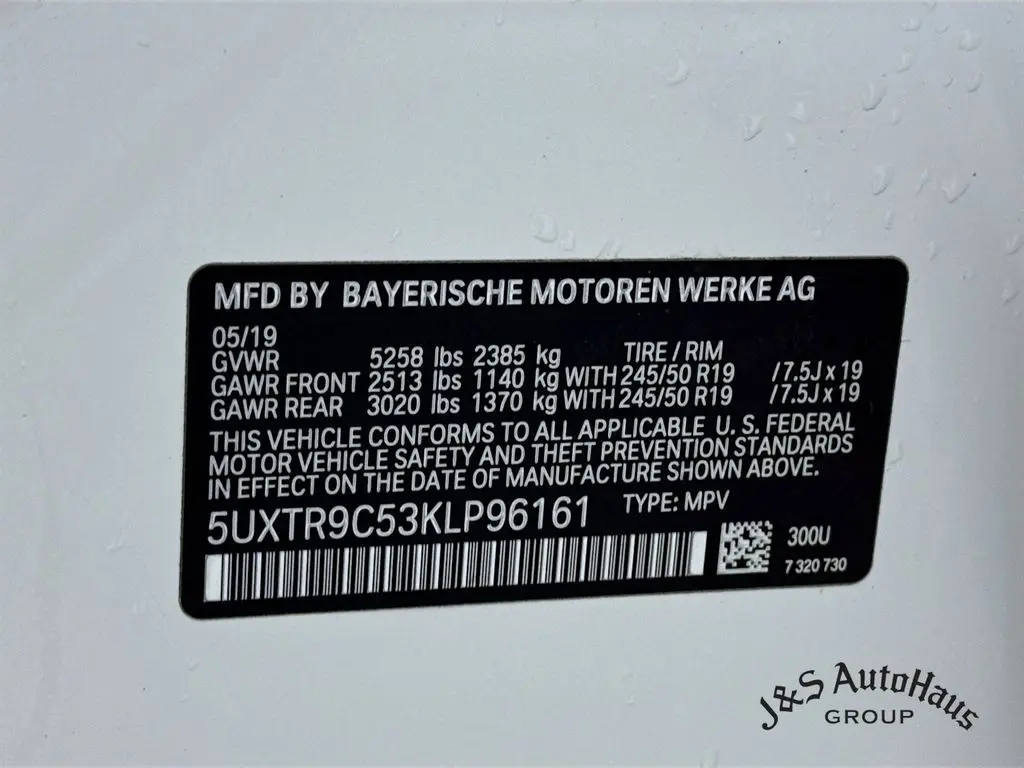 MFD BY BAYERISCHE MOTOREN WERKE AG
05/19
GVWR 5258 lbs 2385 kg TIRE / RIM
GAWR FRONT 2513 lbs 1140 kg WITH 245/50 R19 /7.5J x 19
GAWR REAR 3020 lbs 1370 kg WITH 245/50 R19 /7.5J x 19
THIS VEHICLE CONFORMS TO ALL APPLICABLE U. S. FEDERAL
MOTOR VEHICLE SAFETY AND THEFT PREVENTION STANDARDS
IN EFFECT ON THE DATE OF MANUFACTURE SHOWN ABOVE.
5UXTR9C53KLP96161 TYPE: MPV
300U
7 320 730
J&S AutoHaus
GROUP